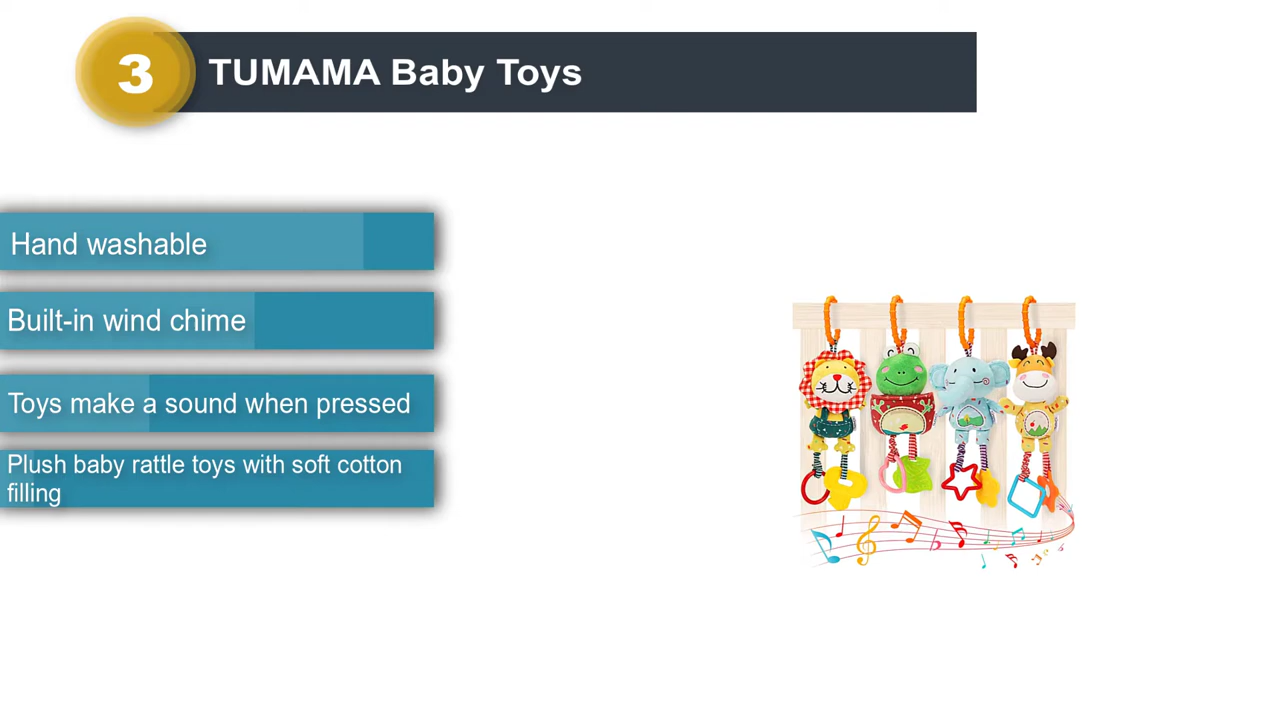 3
TUMAMA Baby Toys
Hand washable
Built-in wind chime
Toys make a sound when pressed
Plush baby rattle toys with soft cotton
filling